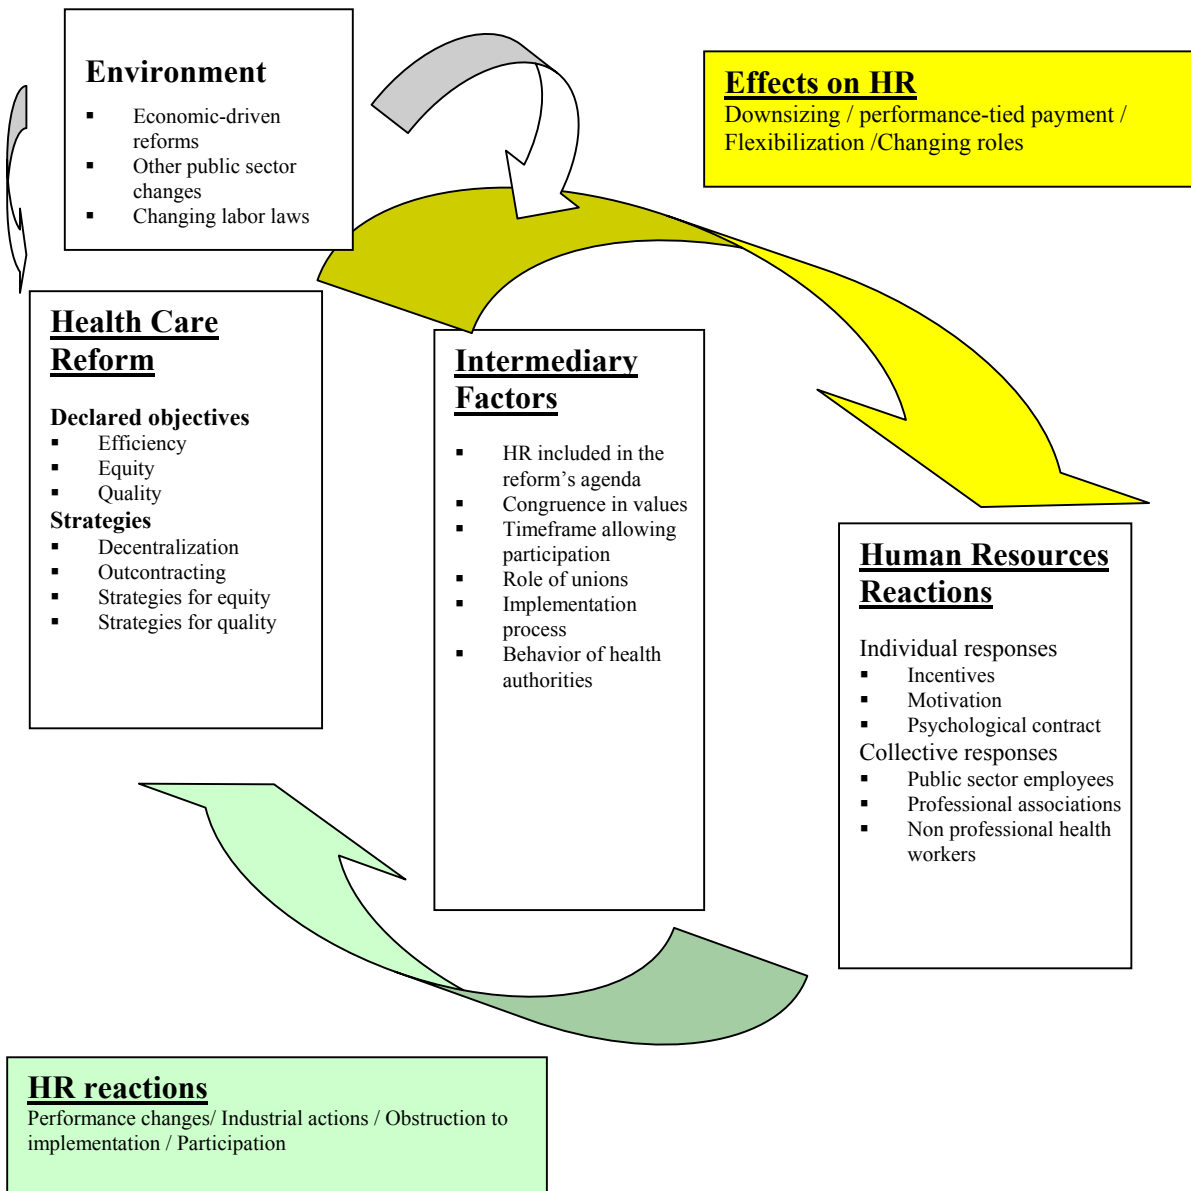 Environment
▪ Economic-driven
reforms
▪ Other public sector
changes
▪ Changing labor laws
Effects on HR
Downsizing / performance-tied payment /
Flexibilization /Changing roles
Health Care
Reform
Declared objectives
▪ Efficiency
▪ Equity
▪ Quality
Strategies
▪ Decentralization
▪ Outcontracting
▪ Strategies for equity
▪ Strategies for quality
Intermediary
Factors
▪ HR included in the
reform’s agenda
▪ Congruence in values
▪ Timeframe allowing
participation
▪ Role of unions
▪ Implementation
process
▪ Behavior of health
authorities
Human Resources
Reactions
Individual responses
▪ Incentives
▪ Motivation
▪ Psychological contract
Collective responses
▪ Public sector employees
▪ Professional associations
▪ Non professional health
workers
HR reactions
Performance changes/ Industrial actions / Obstruction to
implementation / Participation